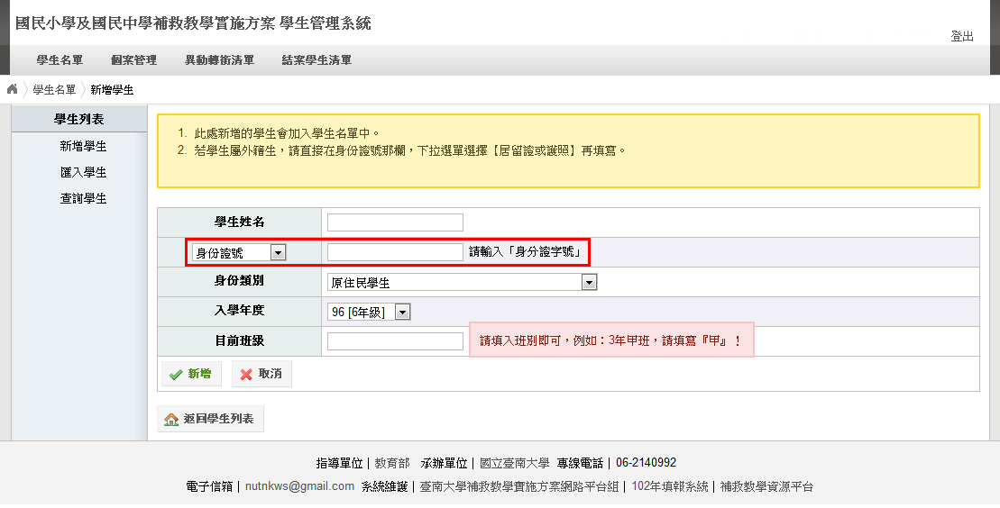 國民小學及國民中學補救教學實施方案 學生管理系統
登出
學生名單 個案管理 異動轉銜清單 結案學生清單
學生名單 新增學生
學生列表
新增學生
匯入學生
查詢學生
1. 此處新增的學生會加入學生名單中。
2. 若學生屬外籍生，請直接在身份證號那欄，下拉選單選擇【居留證或護照】再填寫。
學生姓名
身份證號 請輸入「身分證字號」
身份類別 原住民學生
入學年度 96 [6年級]
目前班級 請填入班別即可，例如：3年甲班，請填寫『甲』！
新增 取消
返回學生列表
指導單位 | 教育部 承辦單位 | 國立臺南大學 專線電話 | 06-2140992
電子信箱 | nutnkws@gmail.com 系統維護 | 臺南大學補救教學實施方案網路平台組 | 102年填報系統 | 補救教學資源平台